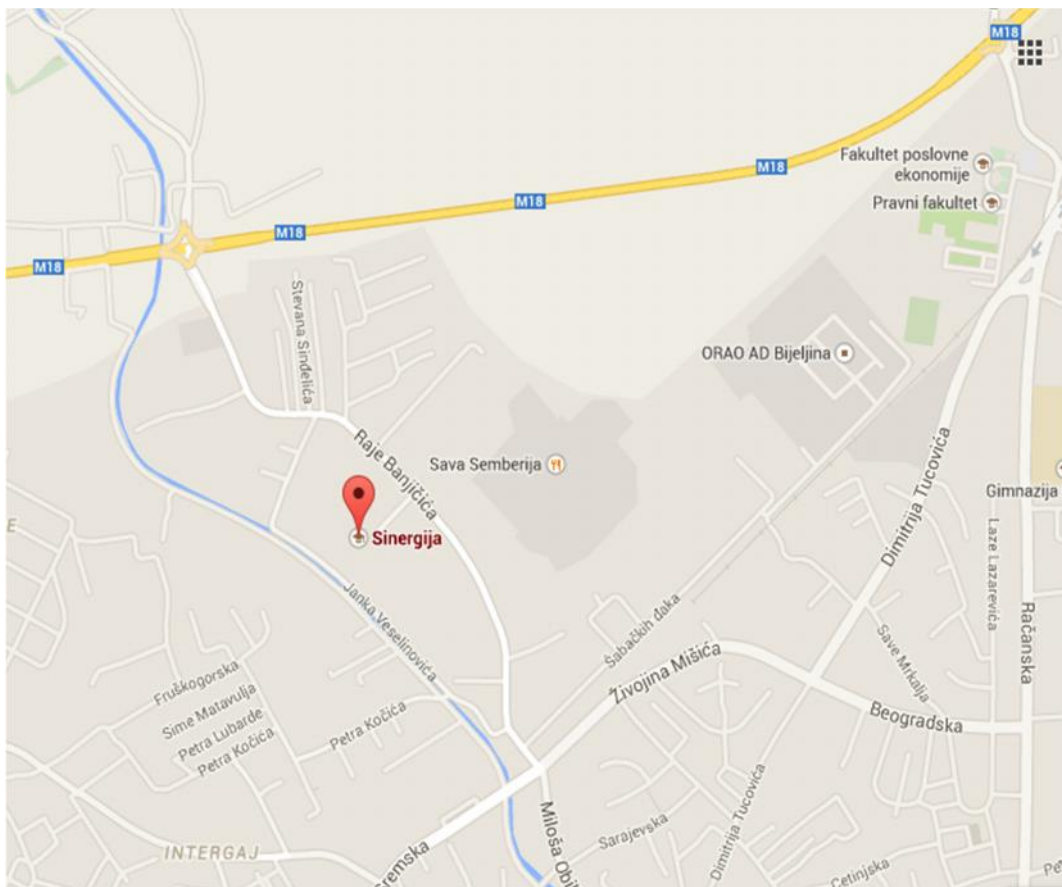 M18
M18
M18
M18
M18
Fakultet poslovne
ekonomije
Pravni fakultet
Stevana Sinđelića
ORAO AD Bijeljina
Raje Banjičića
Sava Semberija
Dimitrija Tucovića
Gimnazija
E
Sinergija
Laze Lazarevića
Janka Veselinovića
Šabačkih đaka
Račanska
Živojina Mišića
Save Mrkalja
Fruškogorska
Sime Matavulja
Petra Lubarde
Petra Kočića
Petra Kočića
Beogradska
Dimitrija Tucovića
Miloša Obili
Sarajevska
INTERGAJ
Sremska
Cetinjska
Pe